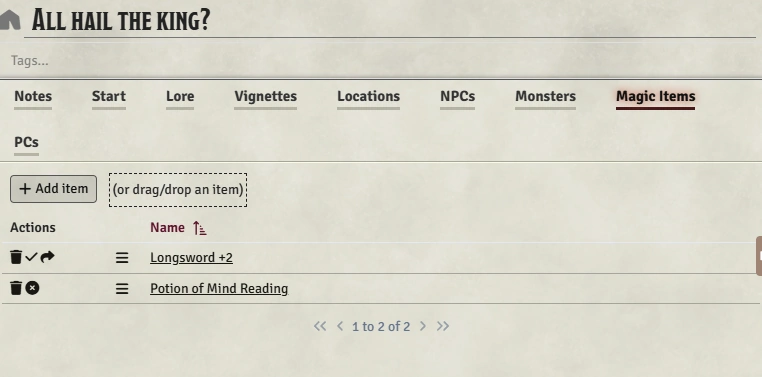 All hail the king?
Tags...
Notes Start Lore Vignettes Locations NPCs Monsters Magic Items
PCs
+ Add item (or drag/drop an item)
Actions Name
Longsword +2
Potion of Mind Reading
<< < 1 to 2 of 2 > >>